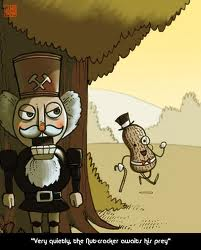 "Very quietly, the Nut-cracker awaits his prey"